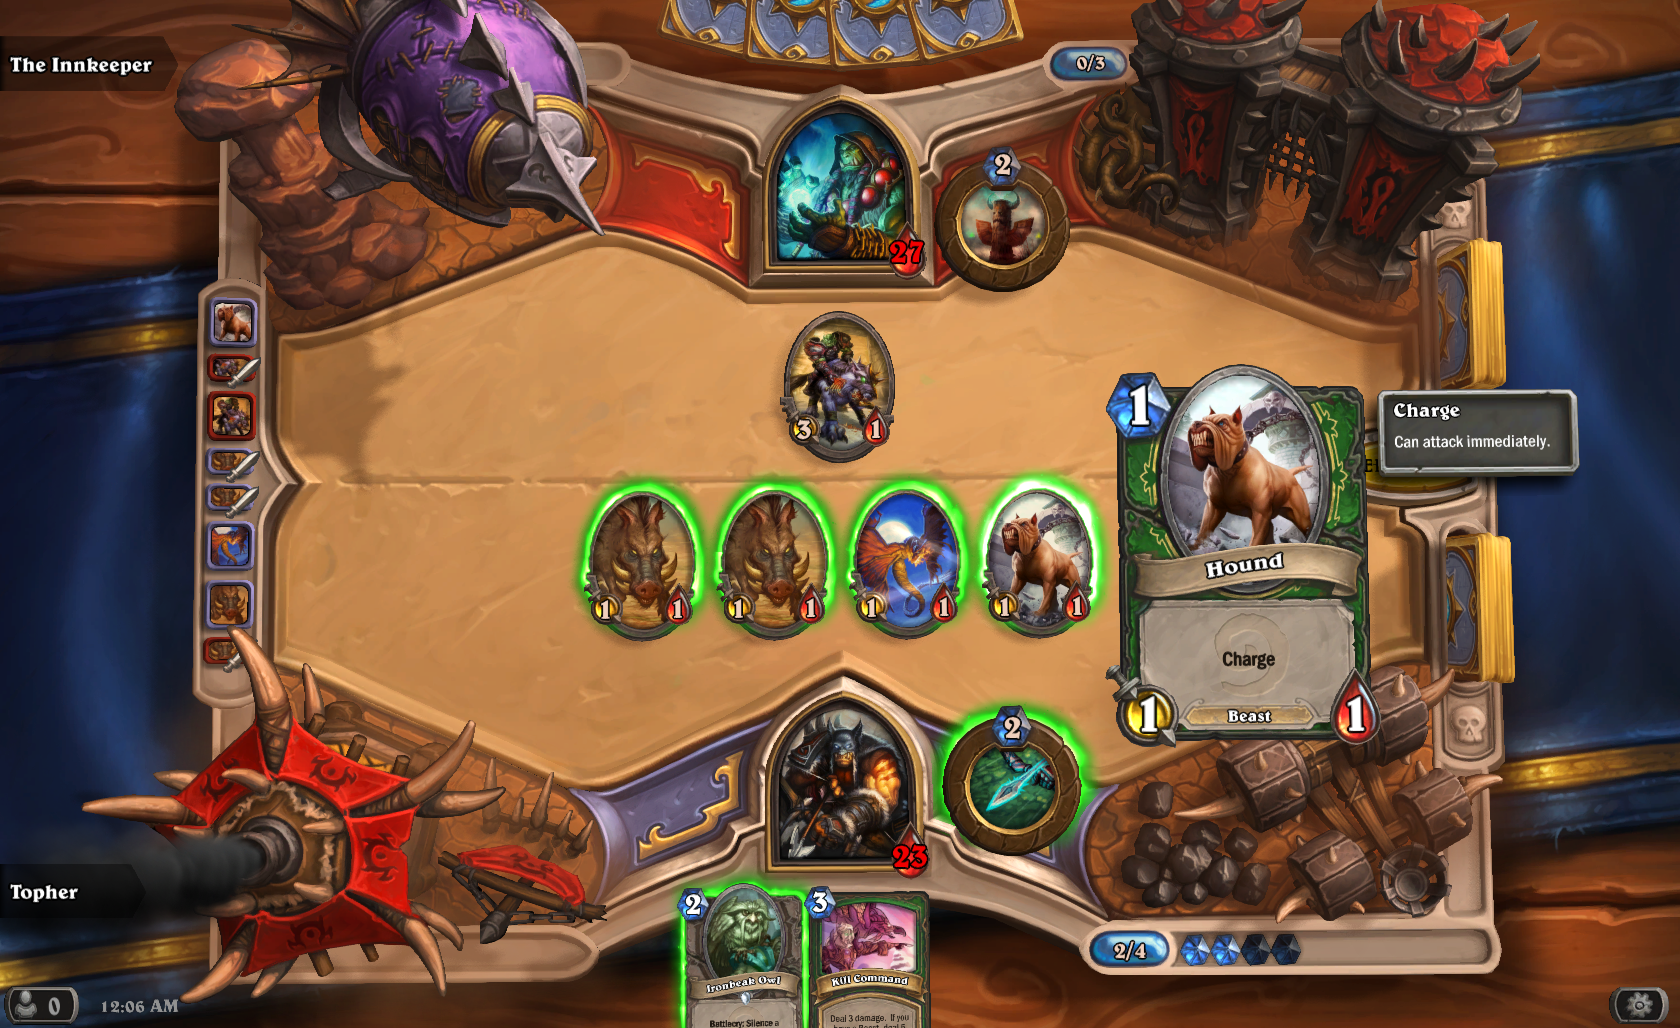 The Innkeeper
0/3
2
27
3
1
1
Charge
Can attack immediately.
1
1
1
1
1
1
1
1
Hound
Charge
1
Beast
1
2
23
Topher
2
Ironbeak Owl
Battlecry: Silence a
3
Kill Command
Deal 3 damage. If you
2/4
0
12:06 AM